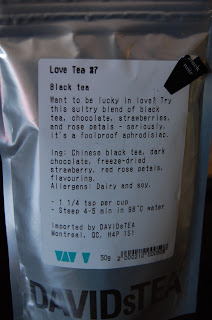 Love Tea #7
Black tea
Want to be lucky in love? Try
this sultry blend of black
tea, chocolate, strawberries,
and rose petals - seriously,
it's a foolproof aphrodisiac.
ing: Chinese black tea, dark
chocolate, freeze-dried
strawberry, red rose petals,
flavouring.
Allergens: Dairy and soy.
- 1 1/4 tsp per cup
- Steep 4-5 min in 98°C water
Imported by DAVIDsTEA
Montreal, QC, H4P 1S1
50g
DAVIDsTEA